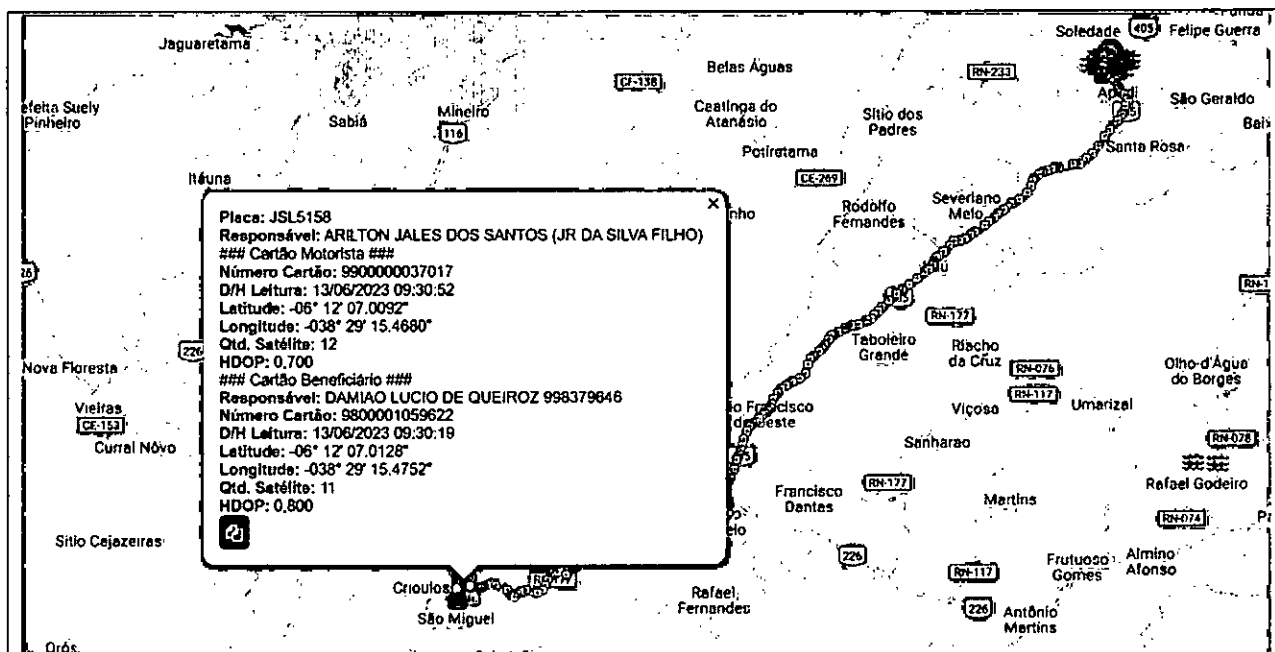 Jaguaretama
Soledade
405
Felipe Guerra
Belas Águas
RN-233
CE-138
efeita Suely
Pinheiro
Sabiá
Mineiro
116
Caatinga do
Atanásio
Sítio dos
Padres
São Geraldo
Santa Rosa
Potiretama
CE-269
Itáuna
Rodolfo
Fernandes
Severiano
Melo
nho
×
Placa: JSL5158
Responsável: ARILTON JALES DOS SANTOS (JR DA SILVA FILHO)
### Cartão Motorista ###
Número Cartão: 9900000037017
D/H Leitura: 13/06/2023 09:30:52
Latitude: -06° 12' 07.0092"
Longitude: -038° 29' 15.4680"
Qtd. Satélite: 12
HDOP: 0,700
### Cartão Beneficiário ###
Responsável: DAMIAO LUCIO DE QUEIROZ 998379646
Número Cartão: 9800001059622
D/H Leitura: 13/06/2023 09:30:19
Latitude: -06° 12' 07.0128"
Longitude: -038° 29' 15.4752"
Qtd. Satélite: 11
HDOP: 0,800
RN-177
226
Taboleiro
Grande
Riacho
da Cruz
RN-076
Olho-d'Água
do Borges
Nova Floresta
RN-117
Viçosa
Umarizal
Vieiras
CE-153
Curral Nôvo
Sanharao
RN-078
Rafael Godeiro
RN-177
Francisco
Dantas
Martins
RN-074
Sitio Cajazeiras
226
Frutuoso
Gomes
Almino
Afonso
RN-117
Crioulos
São Miguel
Rafael
Fernandes
226
Antônio
Martins
Orós